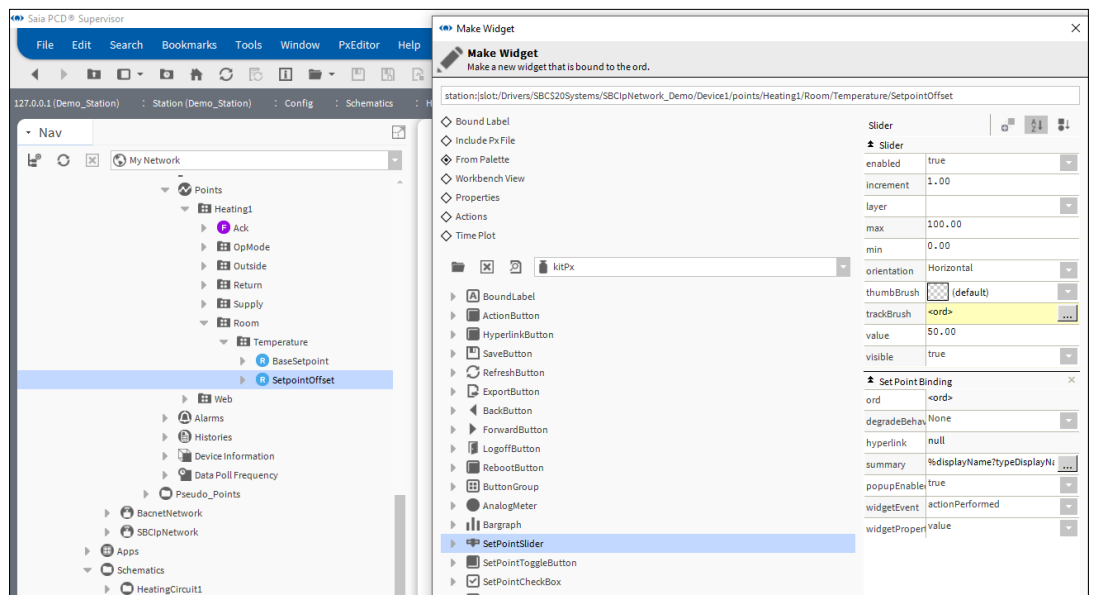 Saia PCD® Supervisor
File Edit Search Bookmarks Tools Window PxEditor Help
127.0.0.1 (Demo_Station) : Station (Demo_Station) : Config : Schematics : H
Nav
My Network
Points
Heating1
F Ack
OpMode
Outside
Return
Supply
Room
Temperature
R BaseSetpoint
R SetpointOffset
Web
Alarms
Histories
Device Information
Data Poll Frequency
Pseudo_Points
BacnetNetwork
SBCIpNetwork
Apps
Schematics
HeatingCircuit1
Make Widget
Make Widget
Make a new widget that is bound to the ord.
station:|slot:/Drivers/SBC$20Systems/SBCIpNetwork_Demo/Device1/points/Heating1/Room/Temperature/SetpointOffset
Bound Label
Include Px File
From Palette
Workbench View
Properties
Actions
Time Plot
kitPx
A BoundLabel
ActionButton
HyperlinkButton
SaveButton
RefreshButton
ExportButton
BackButton
ForwardButton
LogoffButton
RebootButton
ButtonGroup
AnalogMeter
Bargraph
SetPointSlider
SetPointToggleButton
SetPointCheckBox
Slider
Slider
enabled true
increment 1.00
layer
max 100.00
min 0.00
orientation Horizontal
thumbBrush (default)
trackBrush <ord> ...
value 50.00
visible true
Set Point Binding
ord <ord>
degradeBehav None
hyperlink null
summary %displayName?typeDisplayNa ...
popupEnable true
widgetEvent actionPerformed
widgetProper value